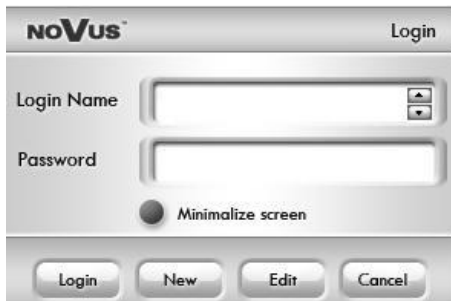 NOVUS Login
Login Name
Password
Minimalize screen
Login New Edit Cancel